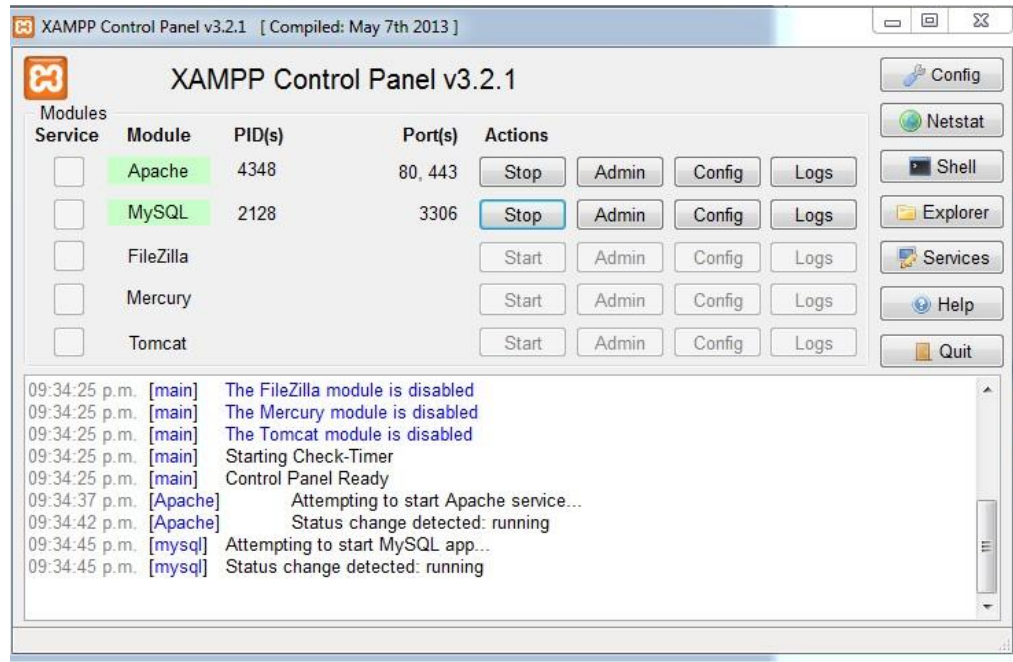 XAMPP Control Panel v3.2.1 [ Compiled: May 7th 2013 ]
XAMPP Control Panel v3.2.1
Config
Modules
Service Module PID(s) Port(s) Actions
Netstat
Apache 4348 80, 443 Stop Admin Config Logs
Shell
MySQL 2128 3306 Stop Admin Config Logs
Explorer
FileZilla Start Admin Config Logs
Services
Mercury Start Admin Config Logs
Help
Tomcat Start Admin Config Logs
Quit
09:34:25 p.m. [main] The FileZilla module is disabled
09:34:25 p.m. [main] The Mercury module is disabled
09:34:25 p.m. [main] The Tomcat module is disabled
09:34:25 p.m. [main] Starting Check-Timer
09:34:25 p.m. [main] Control Panel Ready
09:34:37 p.m. [Apache] Attempting to start Apache service...
09:34:42 p.m. [Apache] Status change detected: running
09:34:45 p.m. [mysql] Attempting to start MySQL app...
09:34:45 p.m. [mysql] Status change detected: running